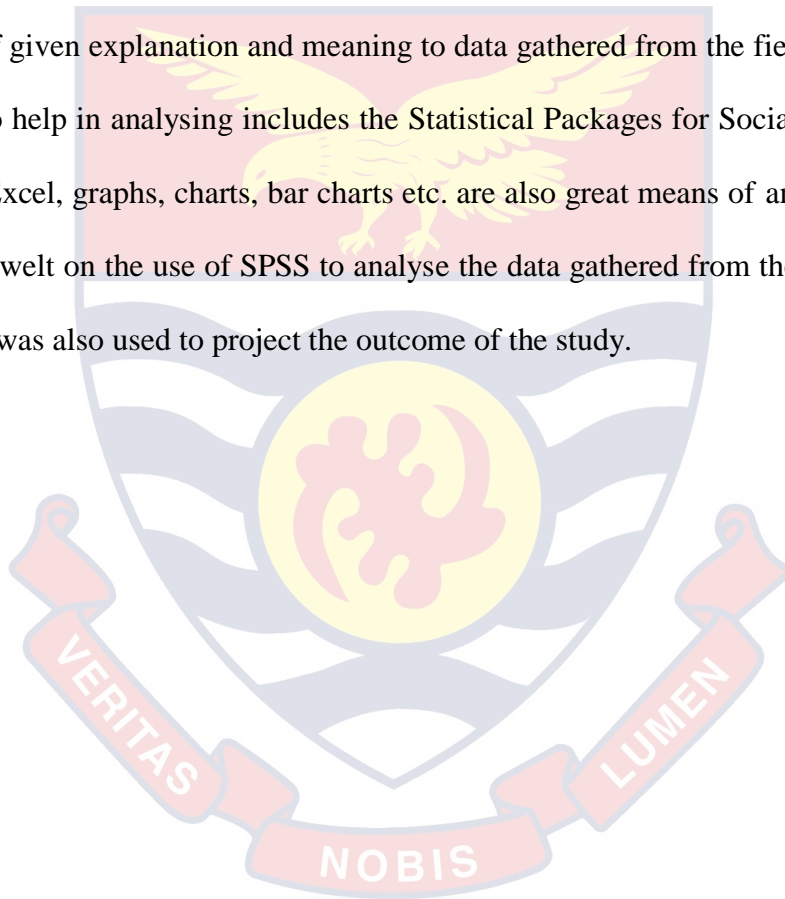 given explanation and meaning to data gathered from the fie
help in analysing includes the Statistical Packages for Socia
Excel, graphs, charts, bar charts etc. are also great means of a
welt on the use of SPSS to analyse the data gathered from the
was also used to project the outcome of the study.
VERITAS
NOBIS
LUMEN